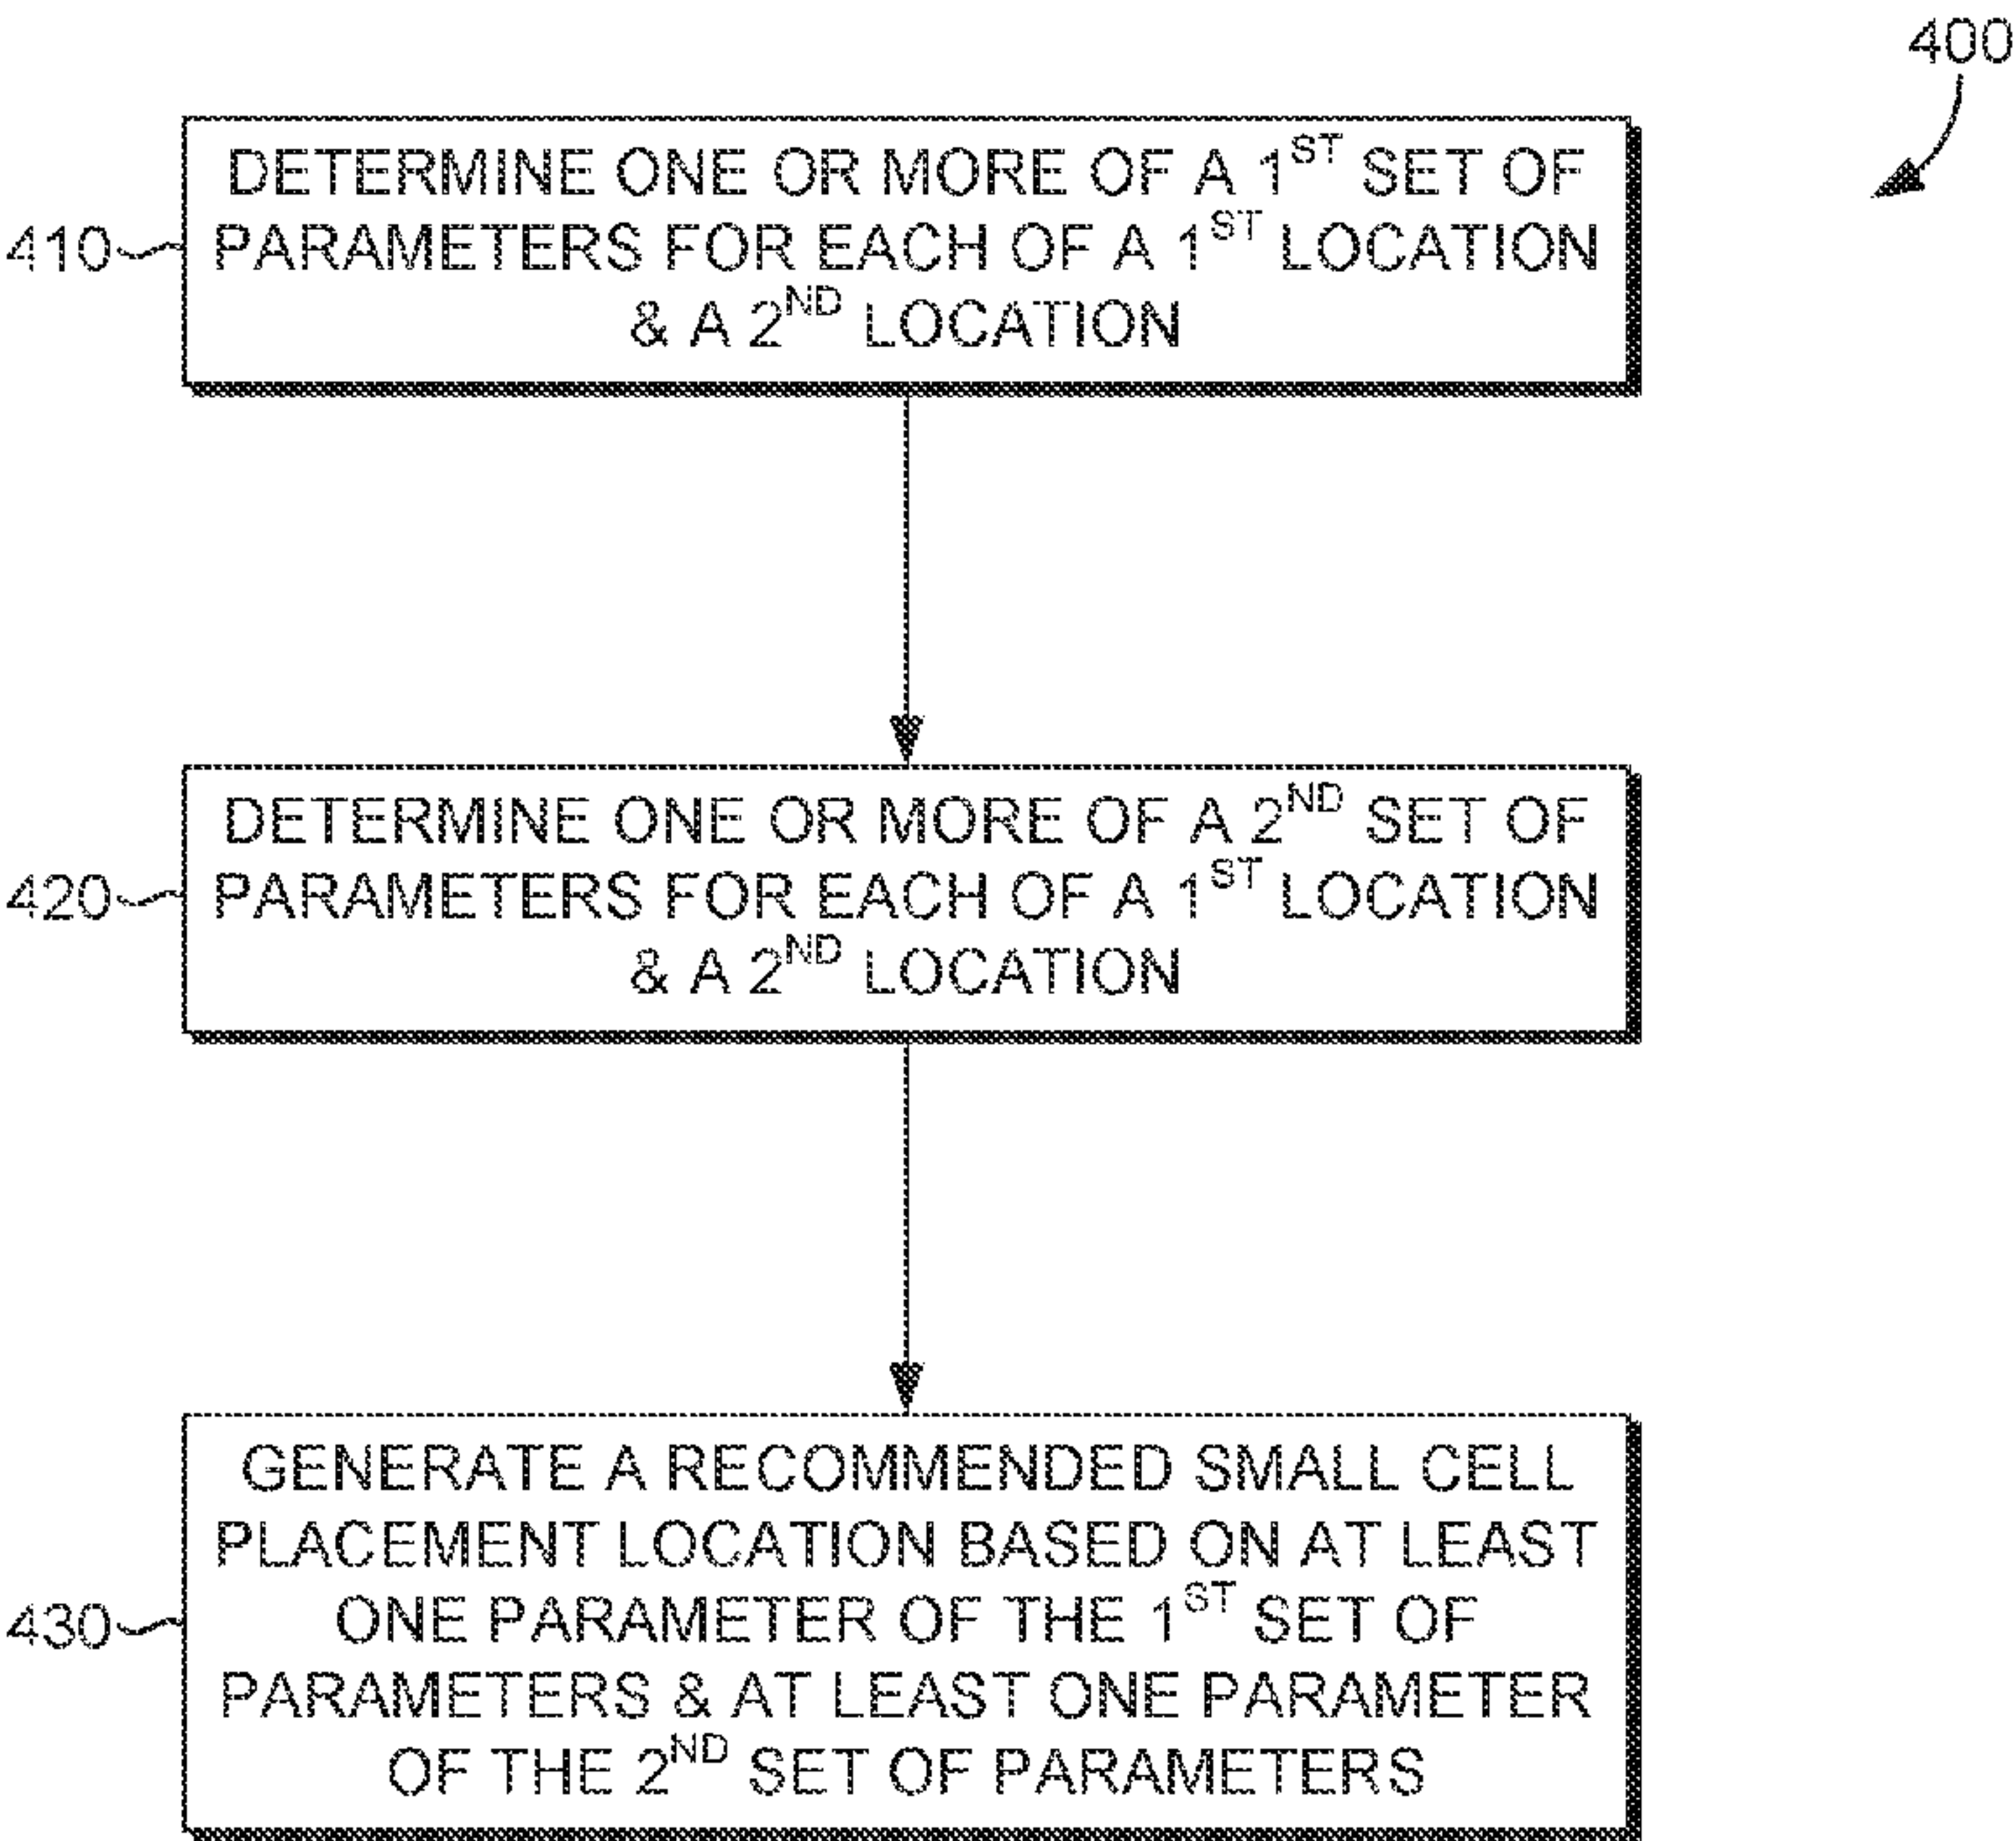 400
DETERMINE ONE OR MORE OF A 1ST SET OF
410 PARAMETERS FOR EACH OF A 1ST LOCATION
& A 2ND LOCATION
DETERMINE ONE OR MORE OF A 2ND SET OF
420 PARAMETERS FOR EACH OF A 1ST LOCATION
& A 2ND LOCATION
GENERATE A RECOMMENDED SMALL CELL
PLACEMENT LOCATION BASED ON AT LEAST
430 ONE PARAMETER OF THE 1ST SET OF
PARAMETERS & AT LEAST ONE PARAMETER
OF THE 2ND SET OF PARAMETERS